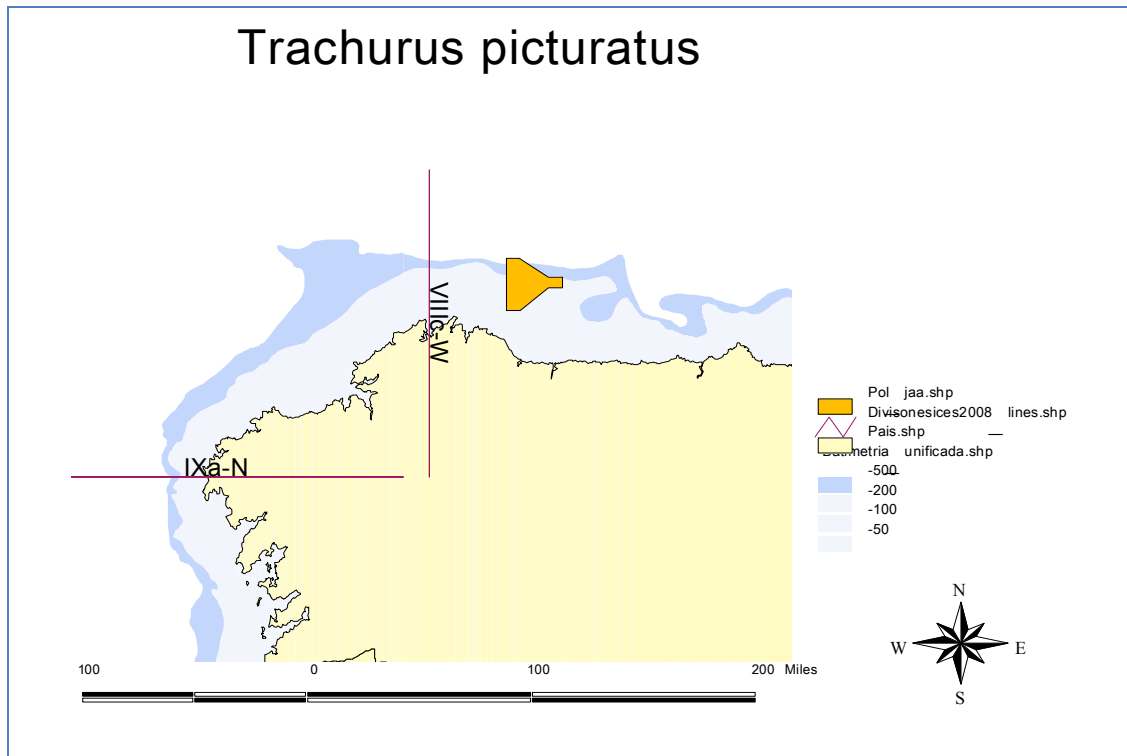 Trachurus picturatus
VIIIc-W
IXa-N
Pol jaa.shp
Divisonesices2008 lines.shp
Pais.shp
Batimetria unificada.shp
-500
-200
-100
-50
N
W E
S
100 0 100 200 Miles